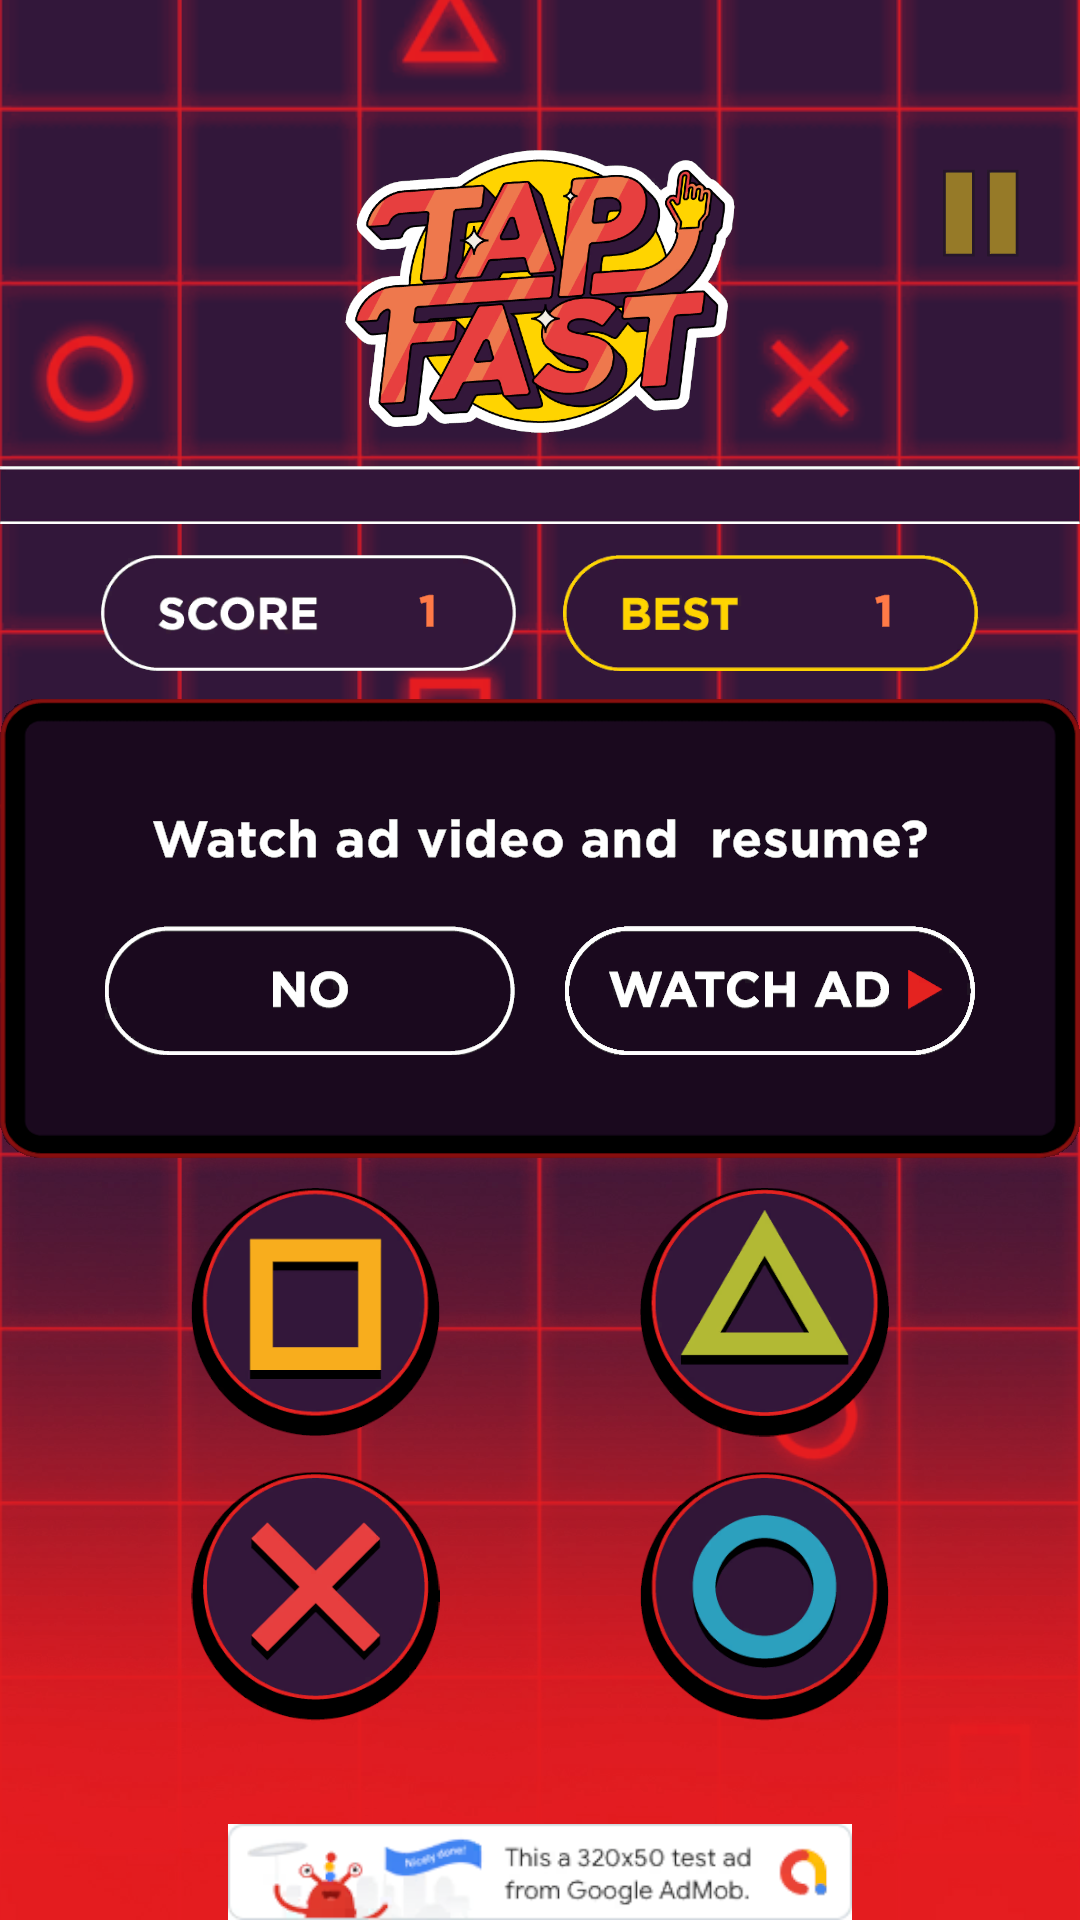 TAP
FAST
SCORE 1
BEST 1
Watch ad video and resume?
NO
WATCH AD
Nicely done!
This a 320x50 test ad
from Google AdMob.